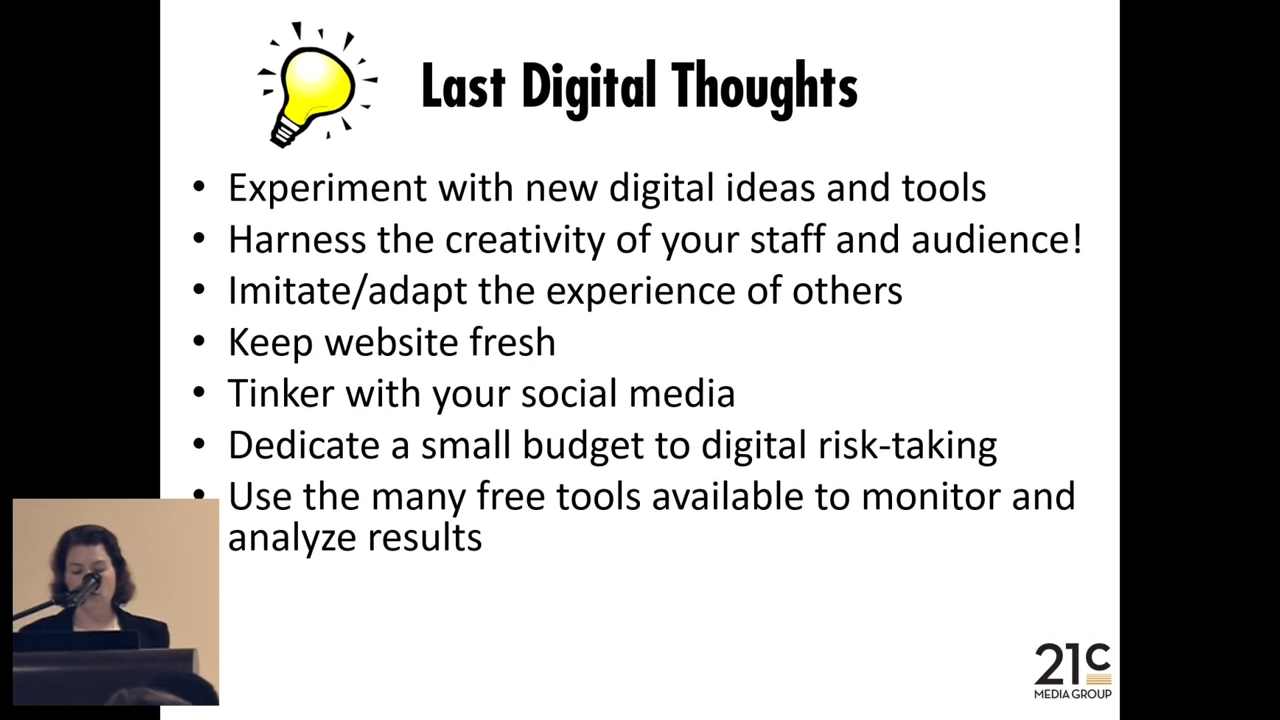 Last Digital Thoughts
• Experiment with new digital ideas and tools
• Harness the creativity of your staff and audience!
• Imitate/adapt the experience of others
• Keep website fresh
• Tinker with your social media
• Dedicate a small budget to digital risk-taking
• Use the many free tools available to monitor and
analyze results
21c
MEDIA GROUP